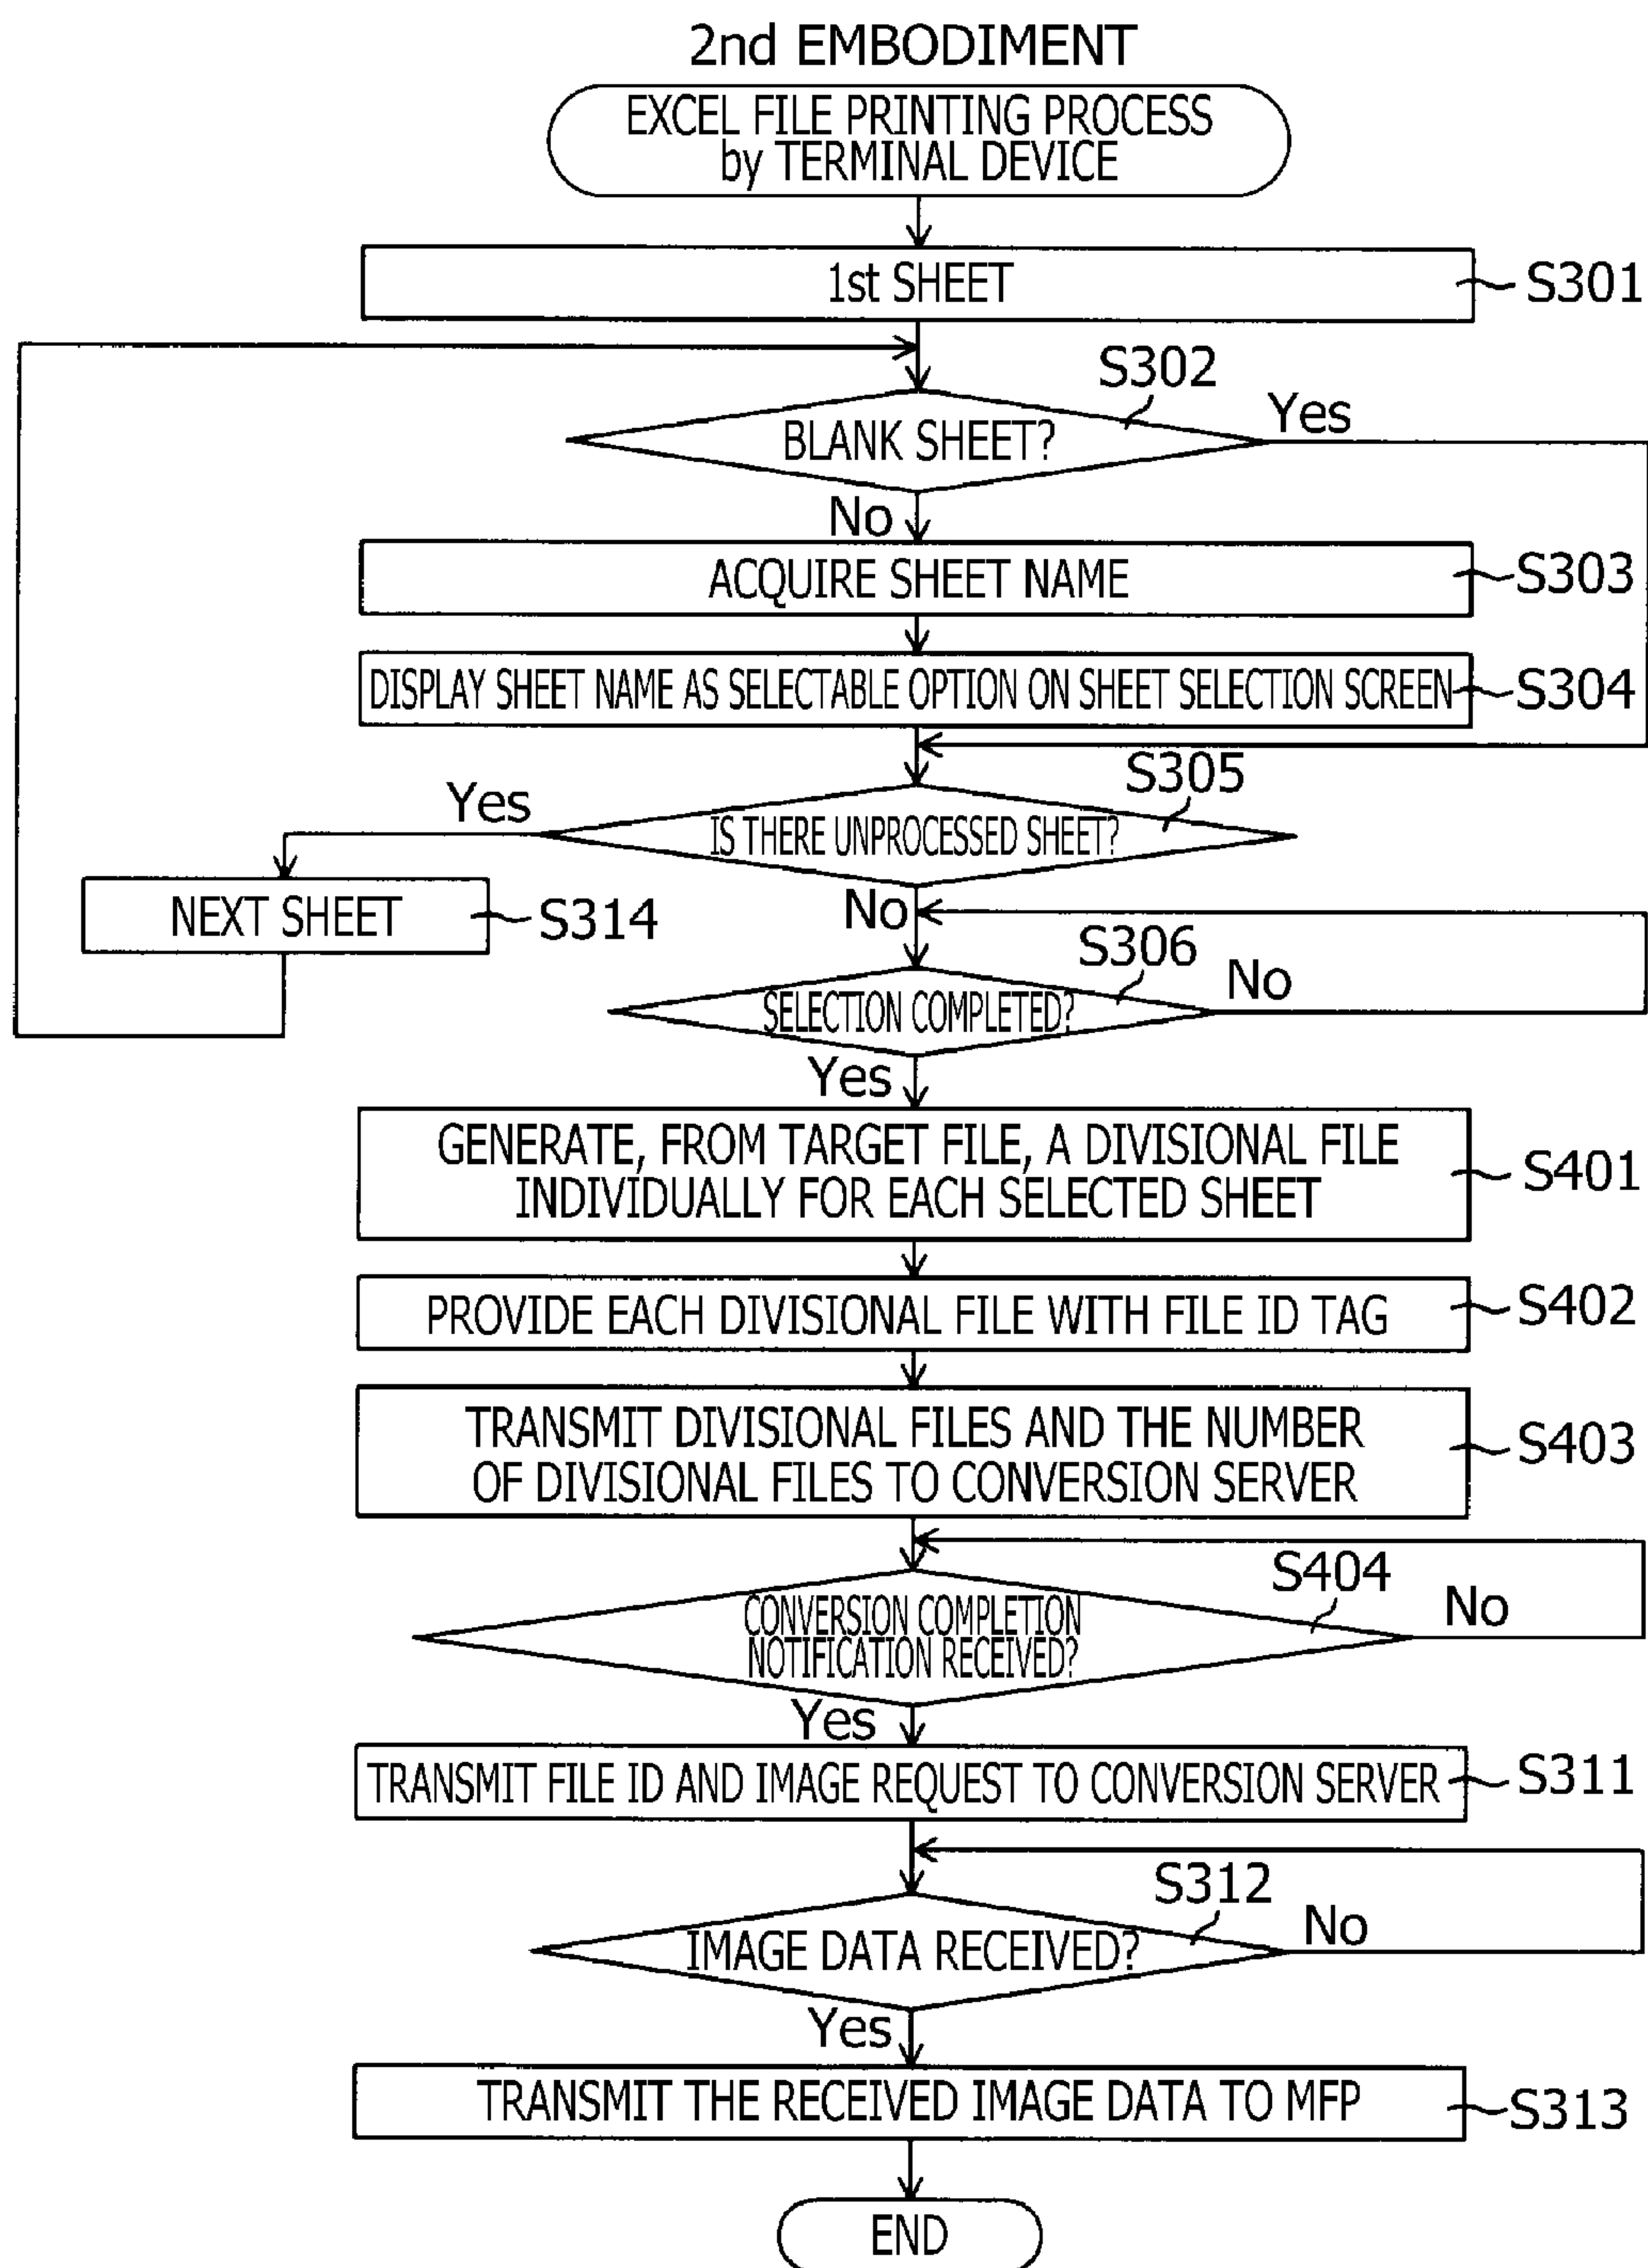 2nd EMBODIMENT
EXCEL FILE PRINTING PROCESS
by TERMINAL DEVICE
1st SHEET
S301
S302
BLANK SHEET?
Yes
No
ACQUIRE SHEET NAME
S303
DISPLAY SHEET NAME AS SELECTABLE OPTION ON SHEET SELECTION SCREEN
S304
S305
Yes
IS THERE UNPROCESSED SHEET?
NEXT SHEET
S314
No
S306
SELECTION COMPLETED?
No
Yes
GENERATE, FROM TARGET FILE, A DIVISIONAL FILE
INDIVIDUALLY FOR EACH SELECTED SHEET
S401
PROVIDE EACH DIVISIONAL FILE WITH FILE ID TAG
S402
TRANSMIT DIVISIONAL FILES AND THE NUMBER
OF DIVISIONAL FILES TO CONVERSION SERVER
S403
S404
CONVERSION COMPLETION
NOTIFICATION RECEIVED?
No
Yes
TRANSMIT FILE ID AND IMAGE REQUEST TO CONVERSION SERVER
S311
S312
IMAGE DATA RECEIVED?
No
Yes
TRANSMIT THE RECEIVED IMAGE DATA TO MFP
S313
END